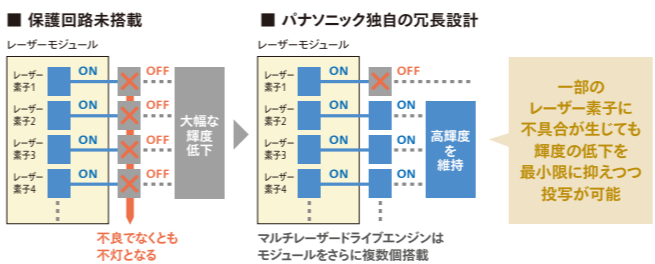 ■ 保護回路未搭載
レーザーモジュール
レーザー
素子1
ON
OFF
レーザー
素子2
ON
OFF
レーザー
素子3
ON
OFF
レーザー
素子4
ON
OFF
大幅な
輝度
低下
不良でなくとも
不灯となる
■ パナソニック独自の冗長設計
レーザーモジュール
レーザー
素子1
ON
OFF
レーザー
素子2
ON
ON
レーザー
素子3
ON
ON
レーザー
素子4
ON
ON
高輝度
を
維持
マルチレーザードライブエンジンは
モジュールをさらに複数個搭載
一部の
レーザー素子に
不具合が生じても
輝度の低下を
最小限に抑えつつ
投写が可能